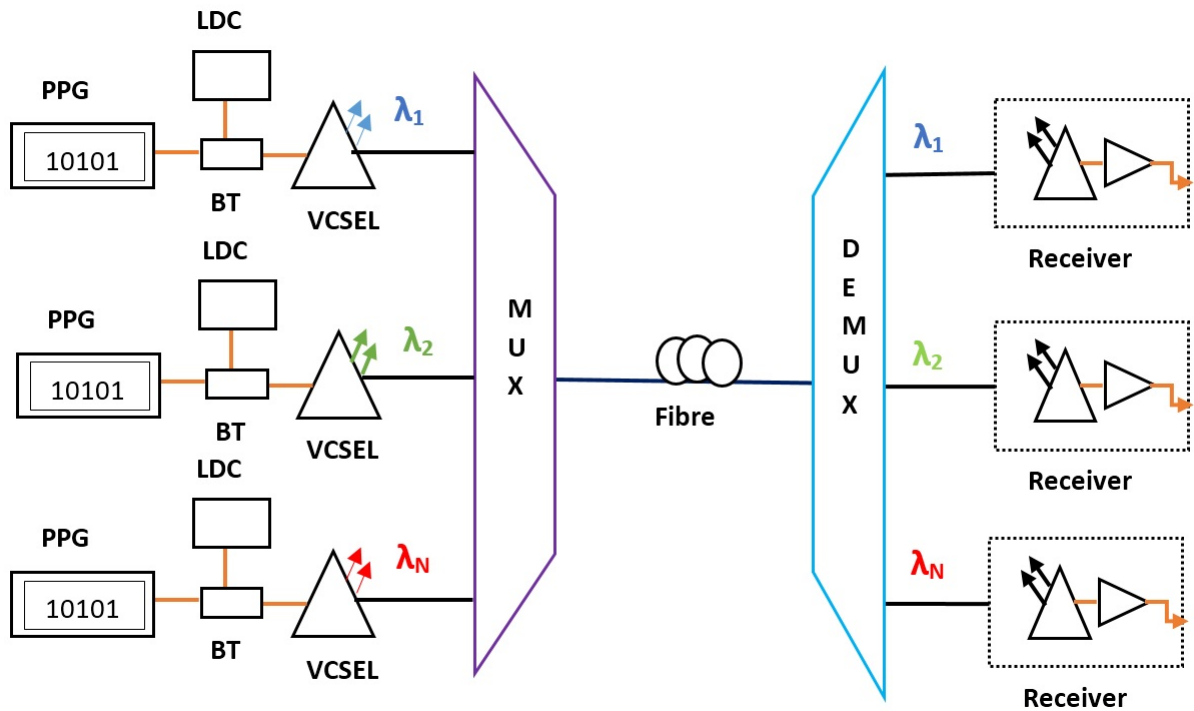 LDC
PPG
10101
BT
VCSEL
λ₁
LDC
PPG
10101
BT
VCSEL
λ₂
LDC
PPG
10101
BT
VCSEL
λN
M
U
X
Fibre
D
E
M
U
X
λ₁
Receiver
λ₂
Receiver
λN
Receiver